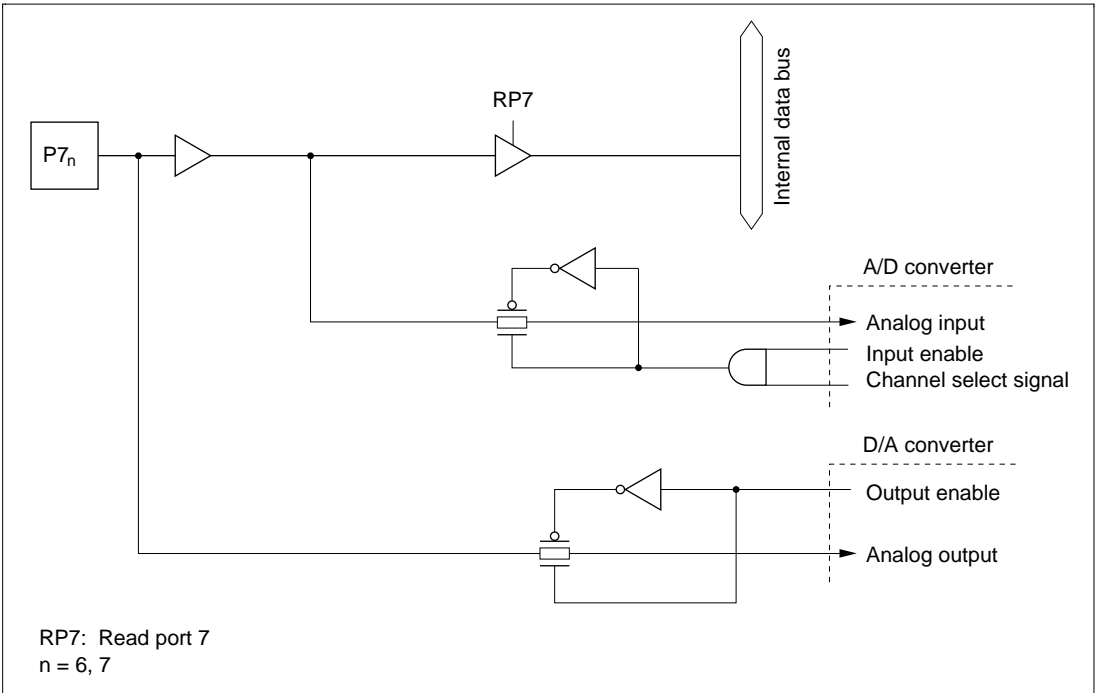 RP7
P7n
Internal data bus
A/D converter
Analog input
Input enable
Channel select signal
D/A converter
Output enable
Analog output
RP7: Read port 7
n = 6, 7